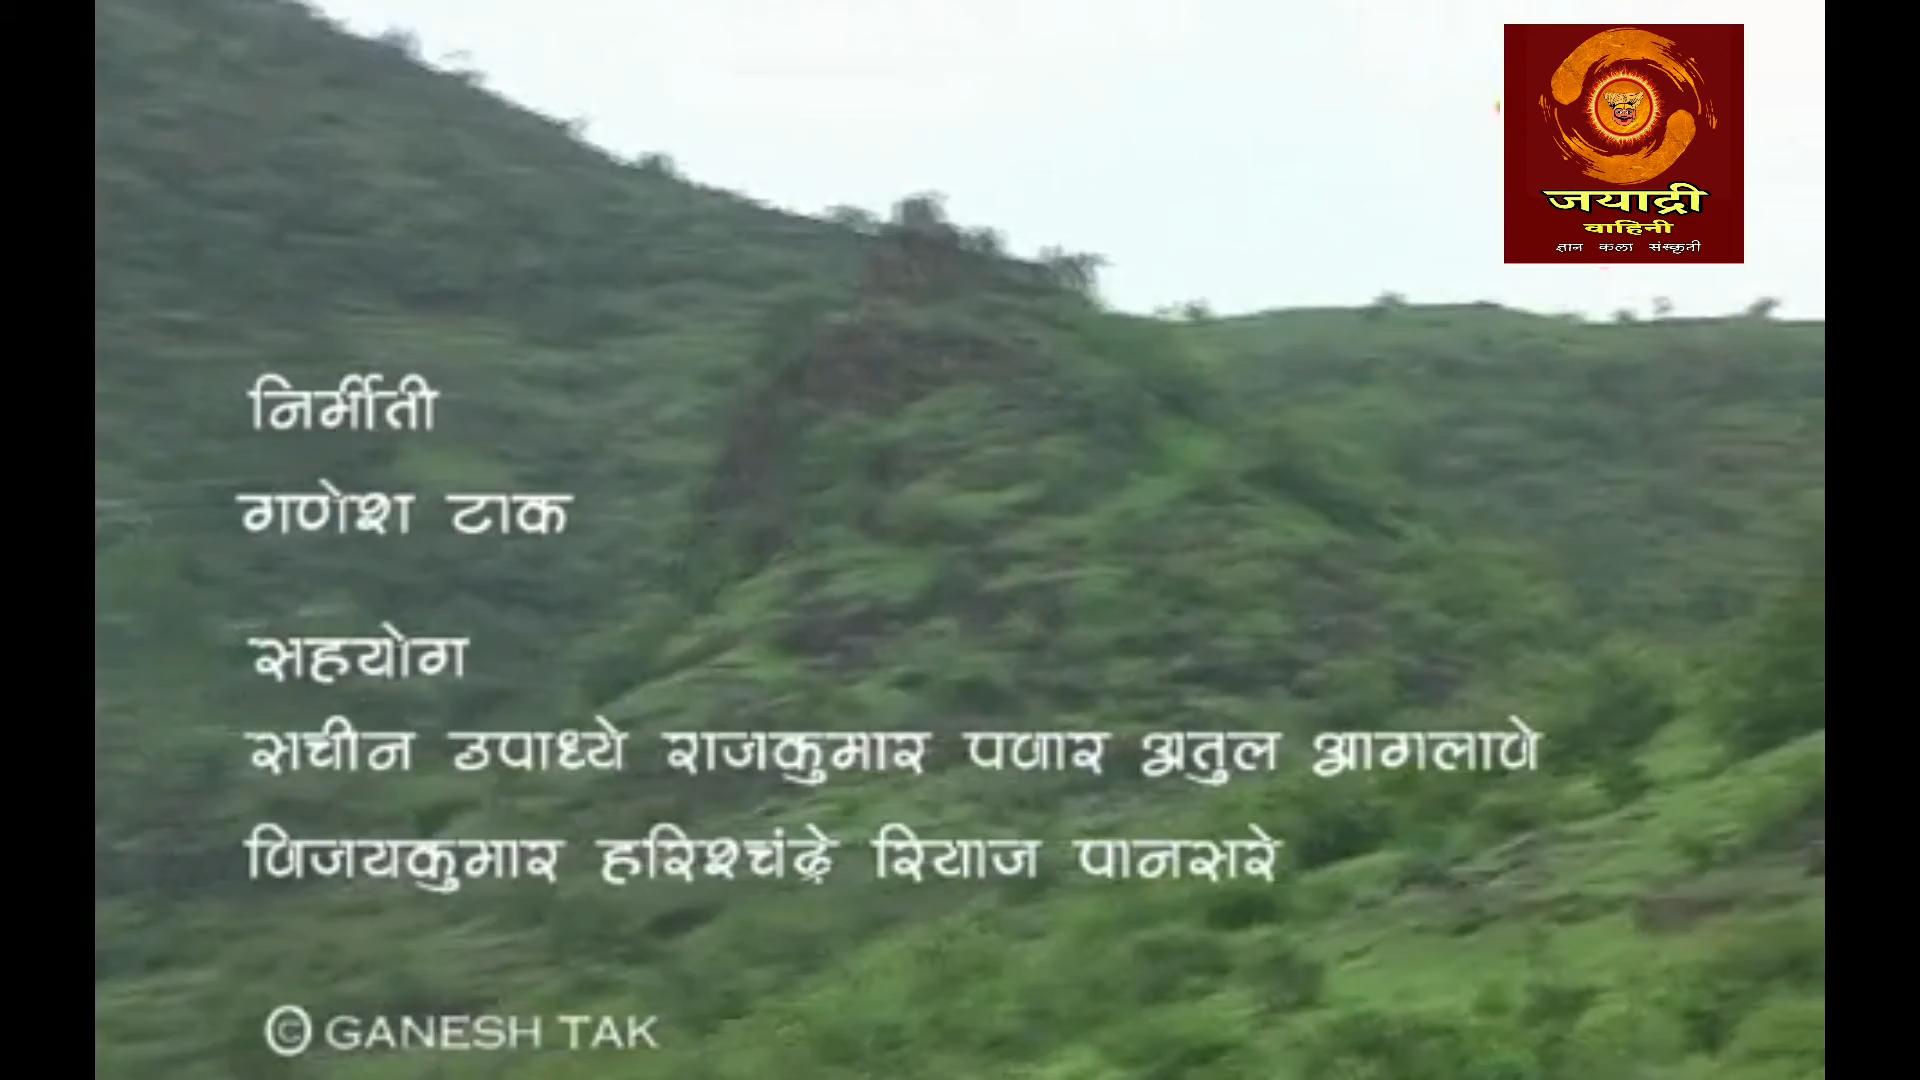 जयाद्री
वाहिनी
ज्ञान कला संस्कृती
निर्मीती
गणेश टाक
सहयोग
सचीन उपाध्ये राजकुमार पवार अतुल आगलावे
विजयकुमार हरिश्चंद्रे रियाज पानसरे
© GANESH TAK